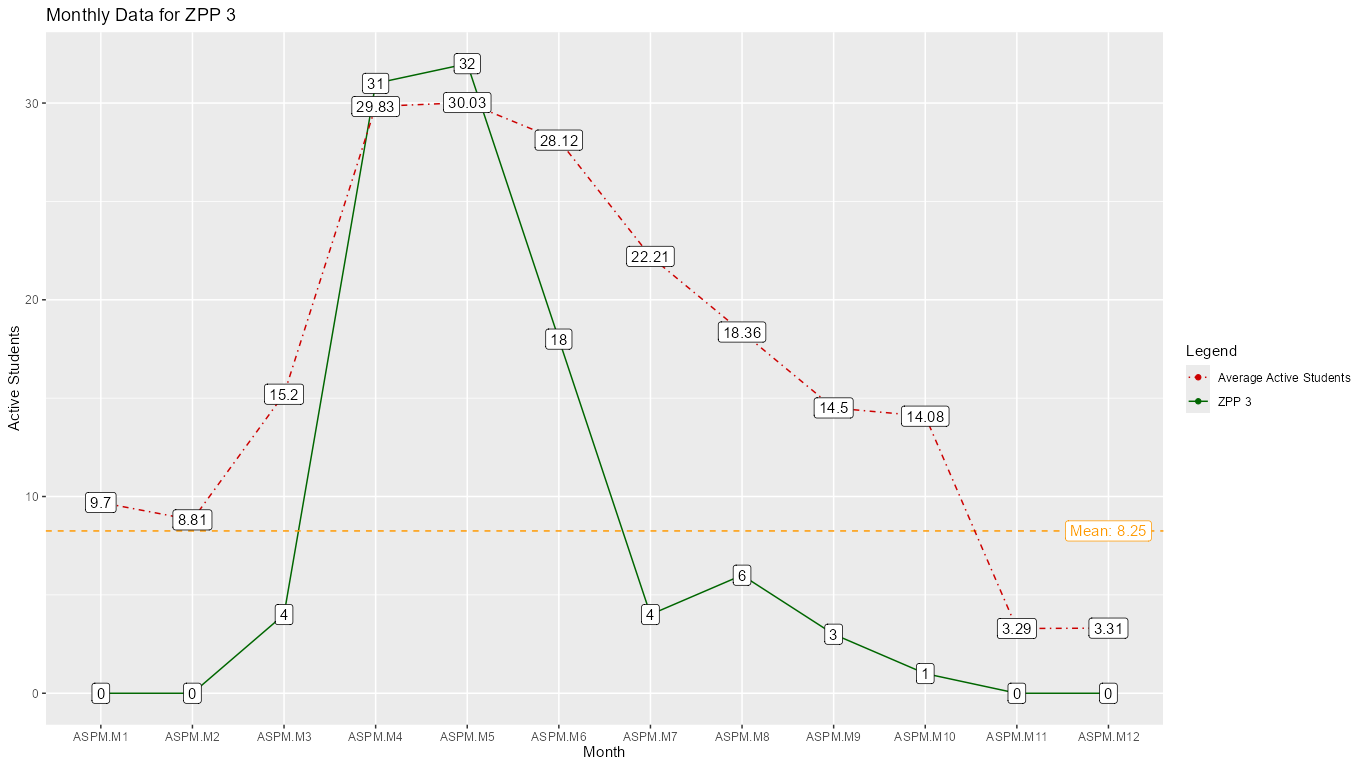 Monthly Data for ZPP 3
Active Students
30
20
10
0
9.7
8.81
15.2
29.83
30.03
28.12
22.21
18.36
14.5
14.08
3.29
3.31
0
0
4
31
32
18
4
6
3
1
0
0
Mean: 8.25
ASPM.M1
ASPM.M2
ASPM.M3
ASPM.M4
ASPM.M5
ASPM.M6
ASPM.M7
ASPM.M8
ASPM.M9
ASPM.M10
ASPM.M11
ASPM.M12
Month
Legend
Average Active Students
ZPP 3